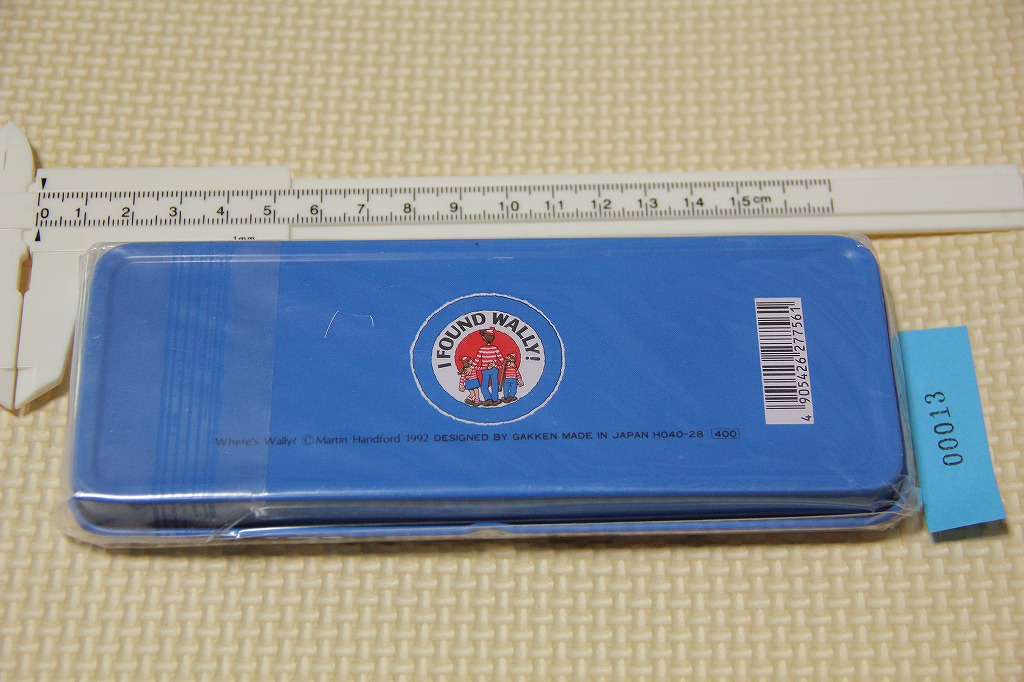 0 1 2 3 4 5 6 7 8 9 10 11 12 13 14 15 cm
I FOUND WALLY!
4 905426 277561
Where's Wally? ©Martin Handford 1992 DESIGNED BY GAKKEN MADE IN JAPAN H040-28 400
00013